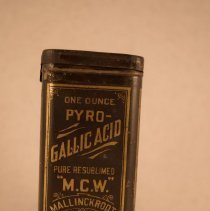 ONE OUNCE
PYRO-
GALLIC ACID
PURE RESUBLIMED
"M.C.W."
MALLINCKRODT